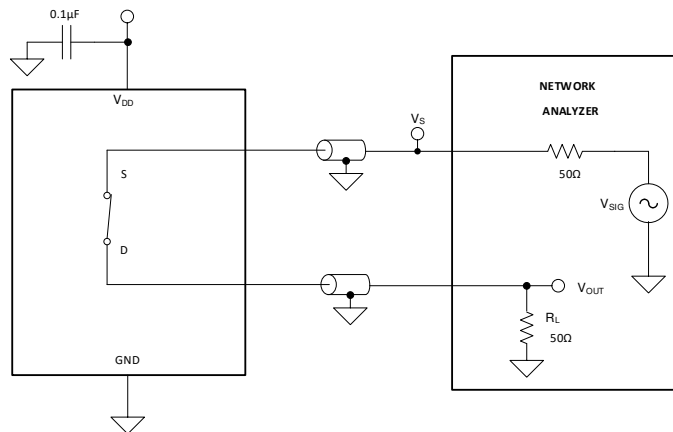 0.1µF
VDD
NETWORK
ANALYZER
VS
S
50Ω
VSIG
D
VOUT
RL
50Ω
GND